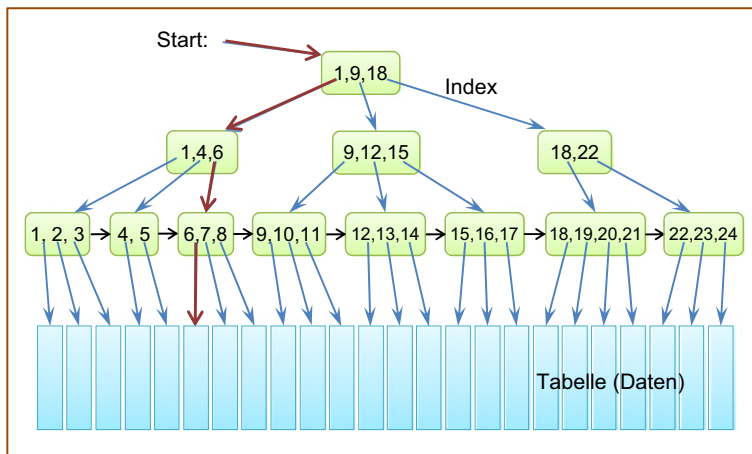 Start:
1,9,18
Index
1,4,6
9,12,15
18,22
1, 2, 3
4, 5
6,7,8
9,10,11
12,13,14
15,16,17
18,19,20,21
22,23,24
Tabelle (Daten)